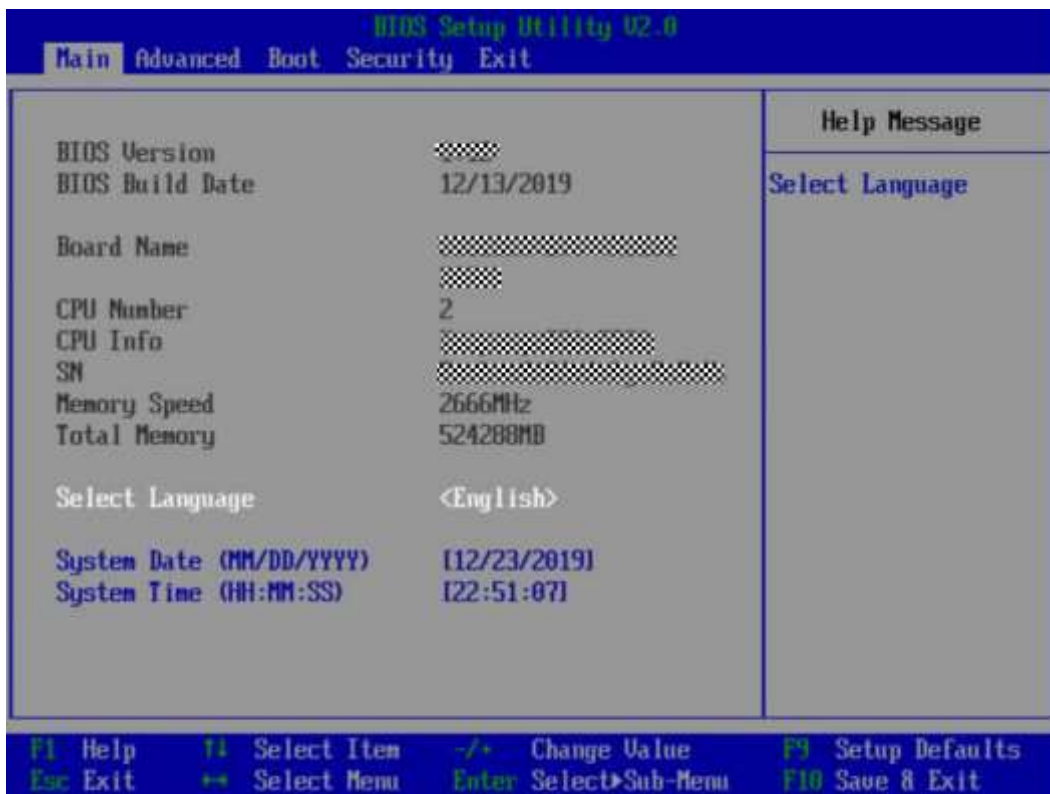 BIOS Setup Utility V2.0
Main Advanced Boot Security Exit
Help Message
Select Language
BIOS Version
BIOS Build Date 12/13/2019
Board Name
CPU Number 2
CPU Info
SN
Memory Speed 2666MHz
Total Memory 524288MB
Select Language <English>
System Date (MM/DD/YYYY) [12/23/2019]
System Time (HH:MM:SS) [22:51:07]
F1 Help ↑↓ Select Item -/+ Change Value F9 Setup Defaults
Esc Exit ←→ Select Menu Enter Select▶Sub-Menu F10 Save & Exit